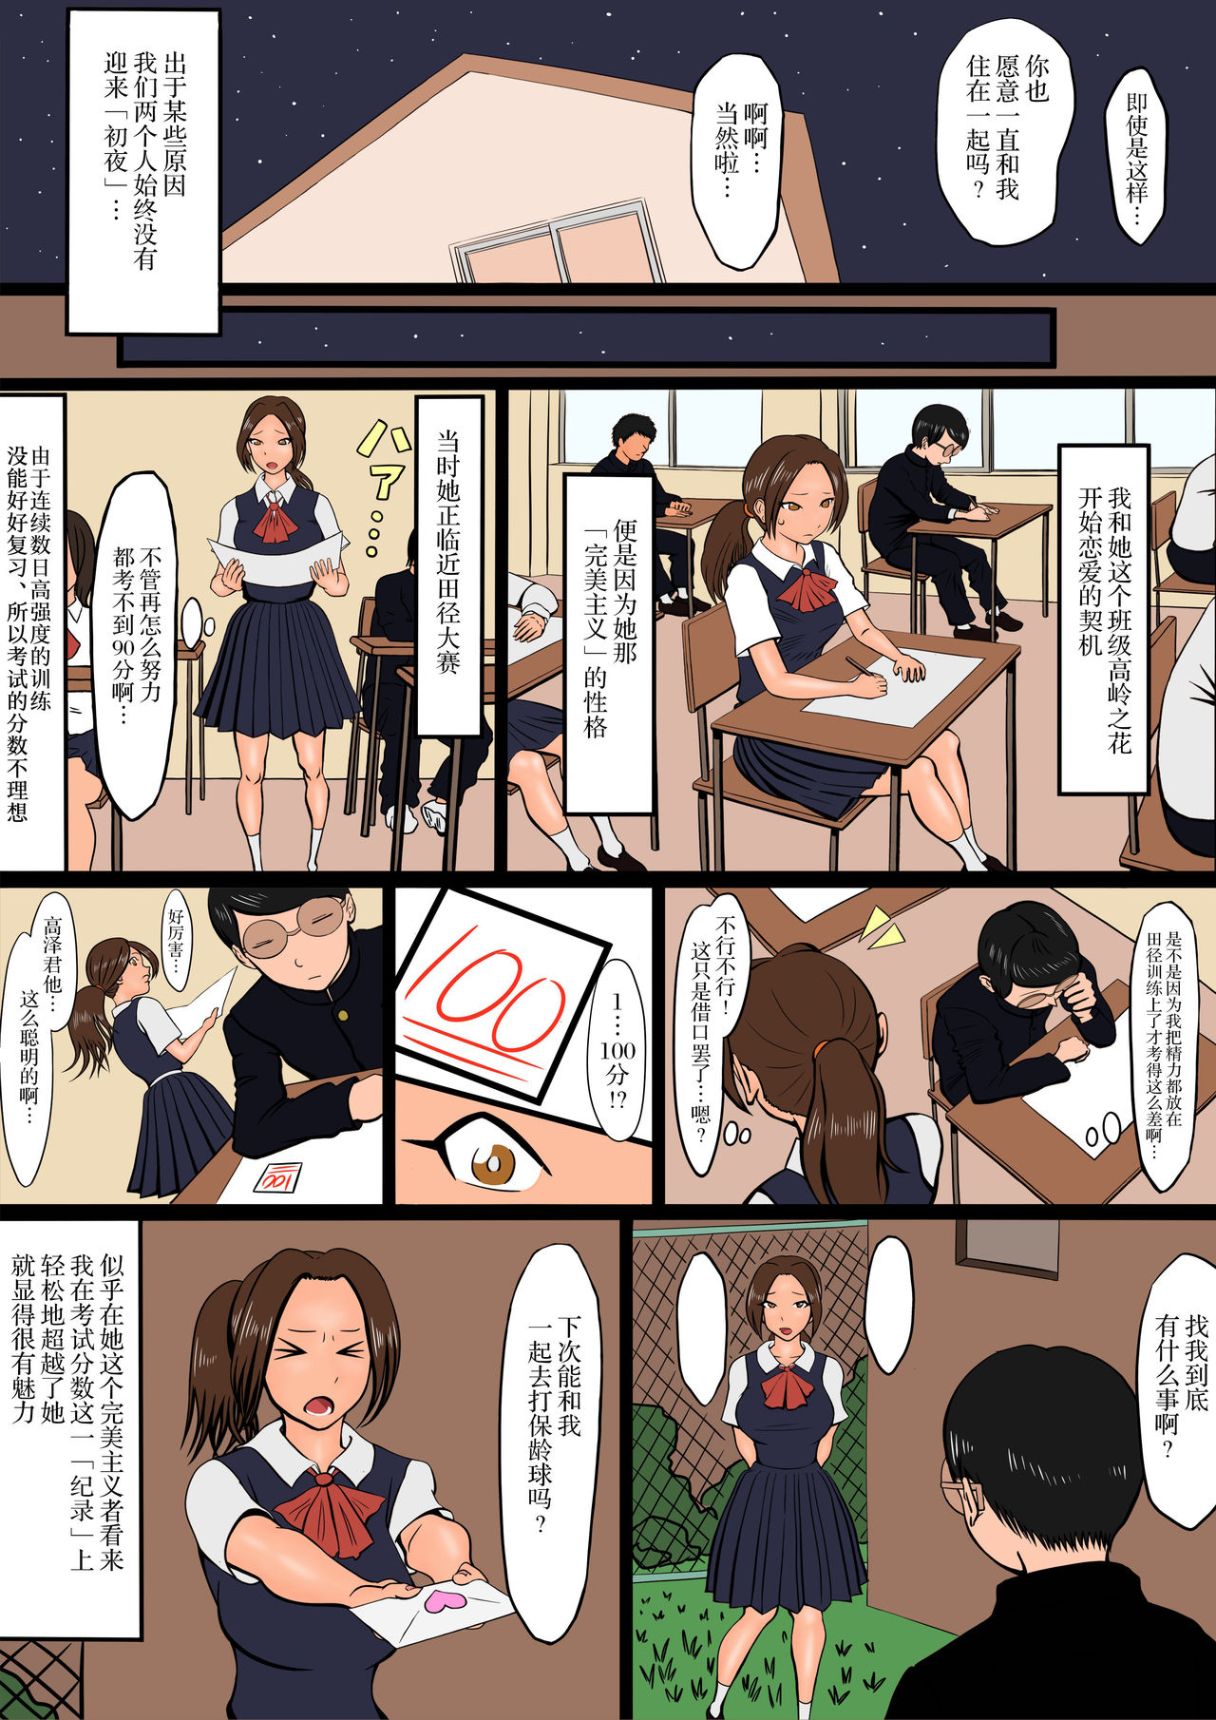 即使是这样…
你也
愿意一直和我
住在一起吗？
啊啊…
当然啦…
出于某些原因
我们两个人始终没有
迎来「初夜」…
我和她这个班级高岭之花
开始恋爱的契机
便是因为她那
「完美主义」的性格
当时她正临近田径大赛
ハァ…
不管再怎么努力
都考不到90分啊…
由于连续数日高强度的训练
没能好好复习、所以考试的分数不理想
是不是因为我把精力都放在
田径训练上了才考得这么差啊…
不行不行！
这只是借口罢了…嗯？
100
1…100分!?
好厉害…
高泽君他…
这么聪明的啊…
100
找我到底
有什么事啊？
下次能和我
一起去打保龄球吗？
似乎在她这个完美主义者看来
我在考试分数这一「纪录」上
轻松地超越了她
就显得很有魅力